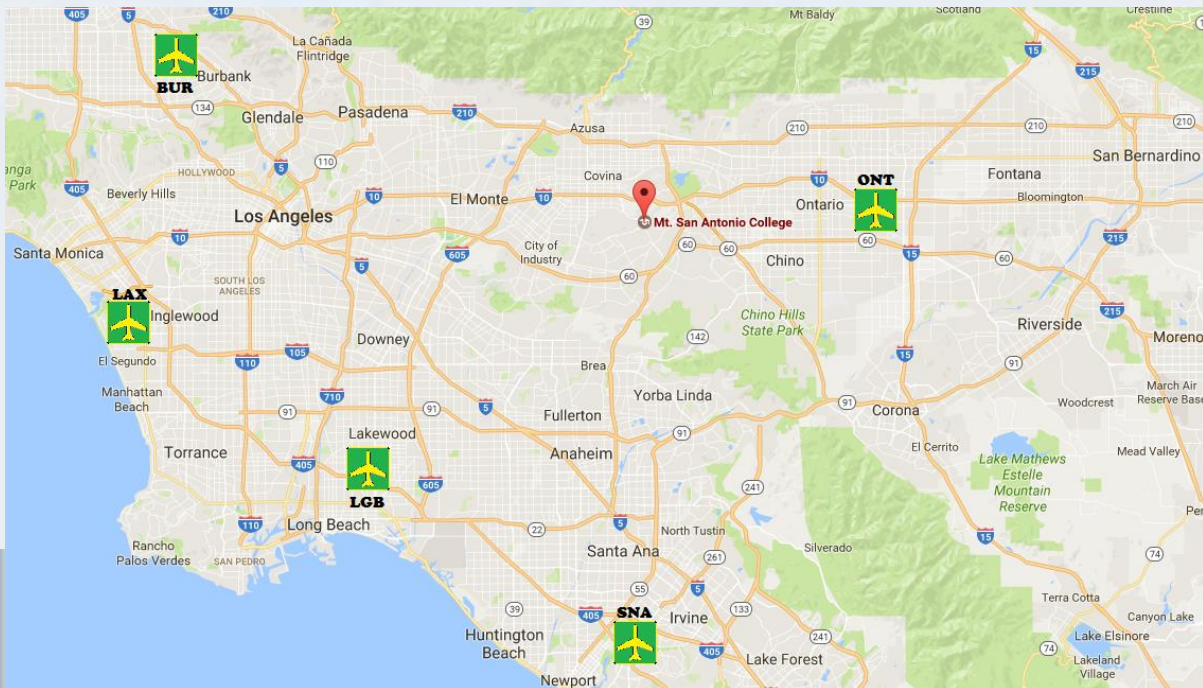 405
5
39
Mt Baldy
Scotland
Crestline
La Cañada
Flintridge
15
215
Burbank
BUR
134
Glendale
Pasadena
210
Azusa
210
210
210
5
110
San Bernardino
HOLLYWOOD
Covina
10
ONT
Fontana
405
Beverly Hills
10
El Monte
10
Ontario
Bloomington
Los Angeles
Mt. San Antonio College
Santa Monica
10
605
City of
Industry
60
60
60
15
215
5
60
Chino
60
SOUTH LOS
ANGELES
LAX
Inglewood
Chino Hills
State Park
215
Riverside
Downey
142
Moreno
El Segundo
110
105
15
Brea
91
Manhattan
Beach
710
Yorba Linda
March Air
Reserve Base
91
91
5
Fullerton
91
Corona
Woodcrest
Lakewood
91
Torrance
405
Anaheim
El Cerrito
Mead Valley
Lake Mathews
Estelle
Mountain
Reserve
605
241
LGB
110
Long Beach
22
5
North Tustin
15
Rancho
Palos Verdes
SAN PEDRO
Santa Ana
261
Silverado
74
55
5
Terra Cotta
39
405
SNA
Irvine
133
Canyon Lake
Huntington
Beach
241
Lake Elsinore
405
Lake Forest
74
Lakeland
Village
Newport